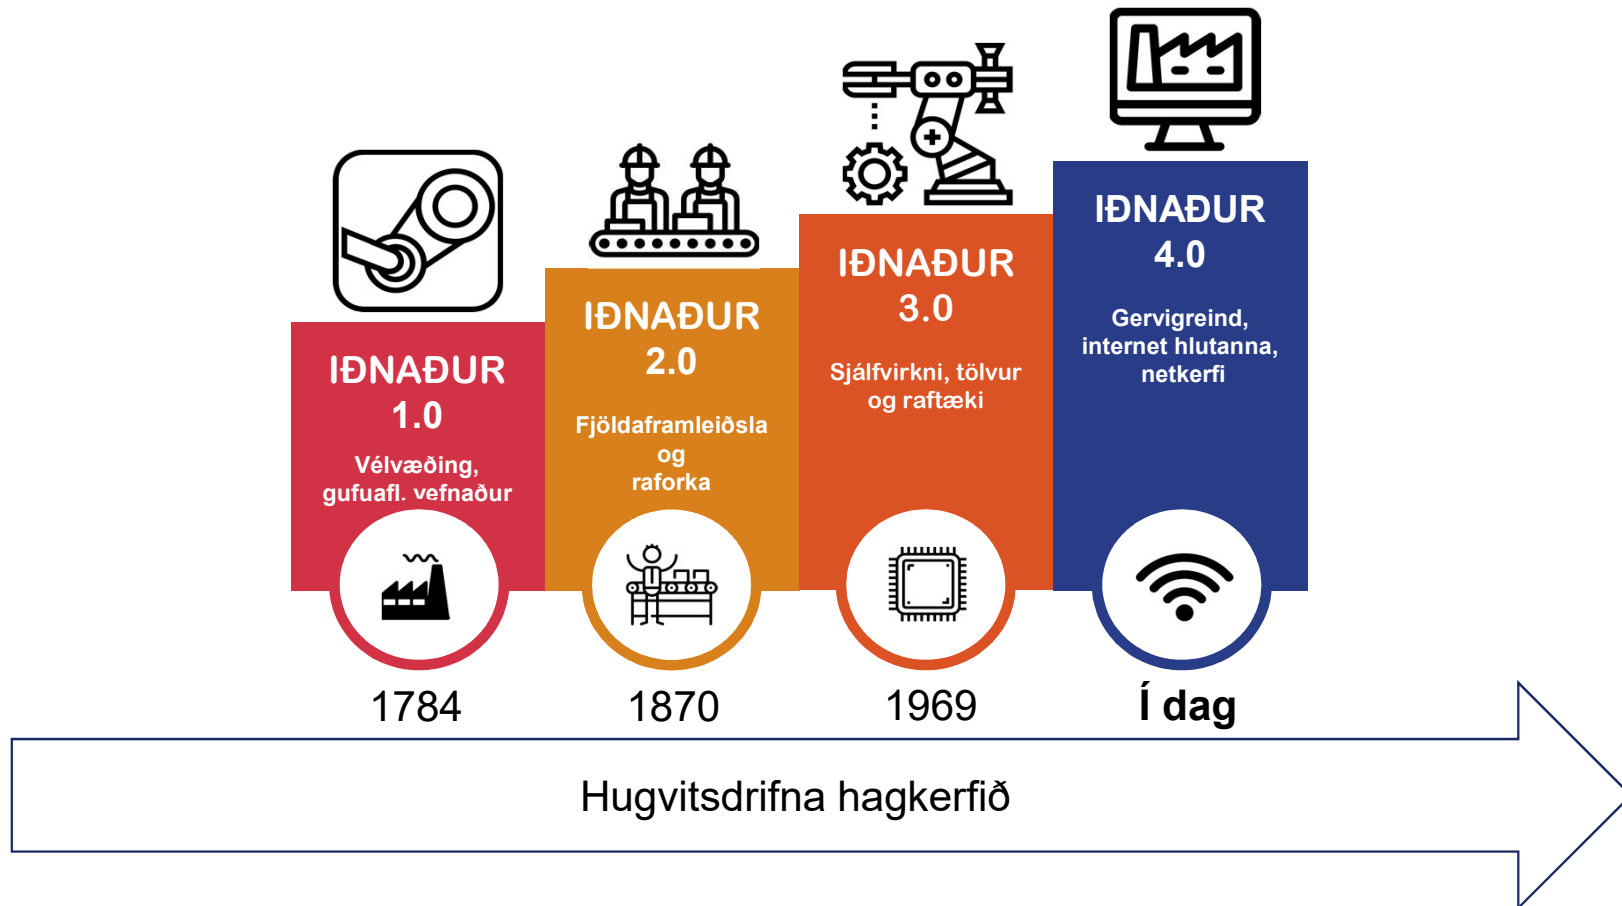 IÐNAÐUR
1.0
Vélvæðing,
gufuafl, vefnaður
IÐNAÐUR
2.0
Fjöldaframleiðsla
og
raforka
IÐNAÐUR
3.0
Sjálfvirkni, tölvur
og raftæki
IÐNAÐUR
4.0
Gervigreind,
internet hlutanna,
netkerfi
1784
1870
1969
Í dag
Hugvitsdrifna hagkerfið